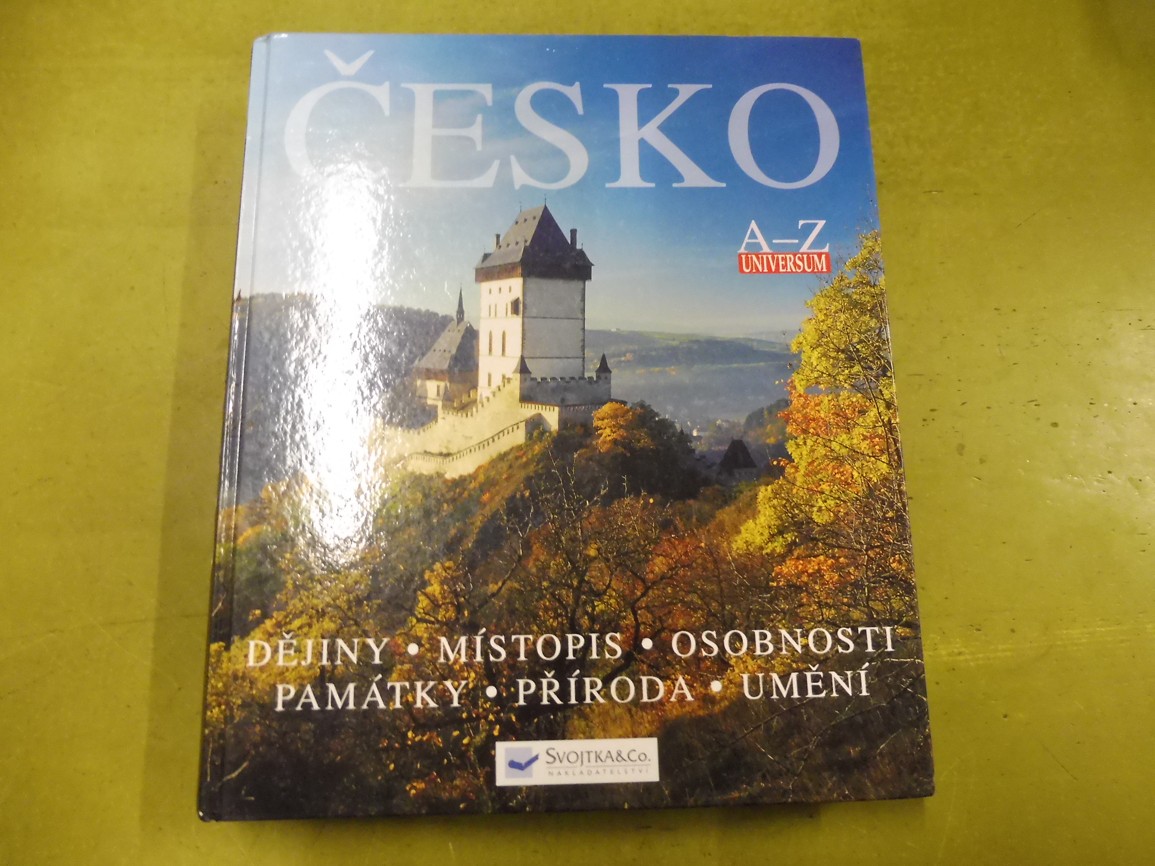 ČESKO
A–Z
UNIVERSUM
DĚJINY • MÍSTOPIS • OSOBNOSTI
PAMÁTKY • PŘÍRODA • UMĚNÍ
SVOJTKA&CO.
NAKLADATELSTVÍ